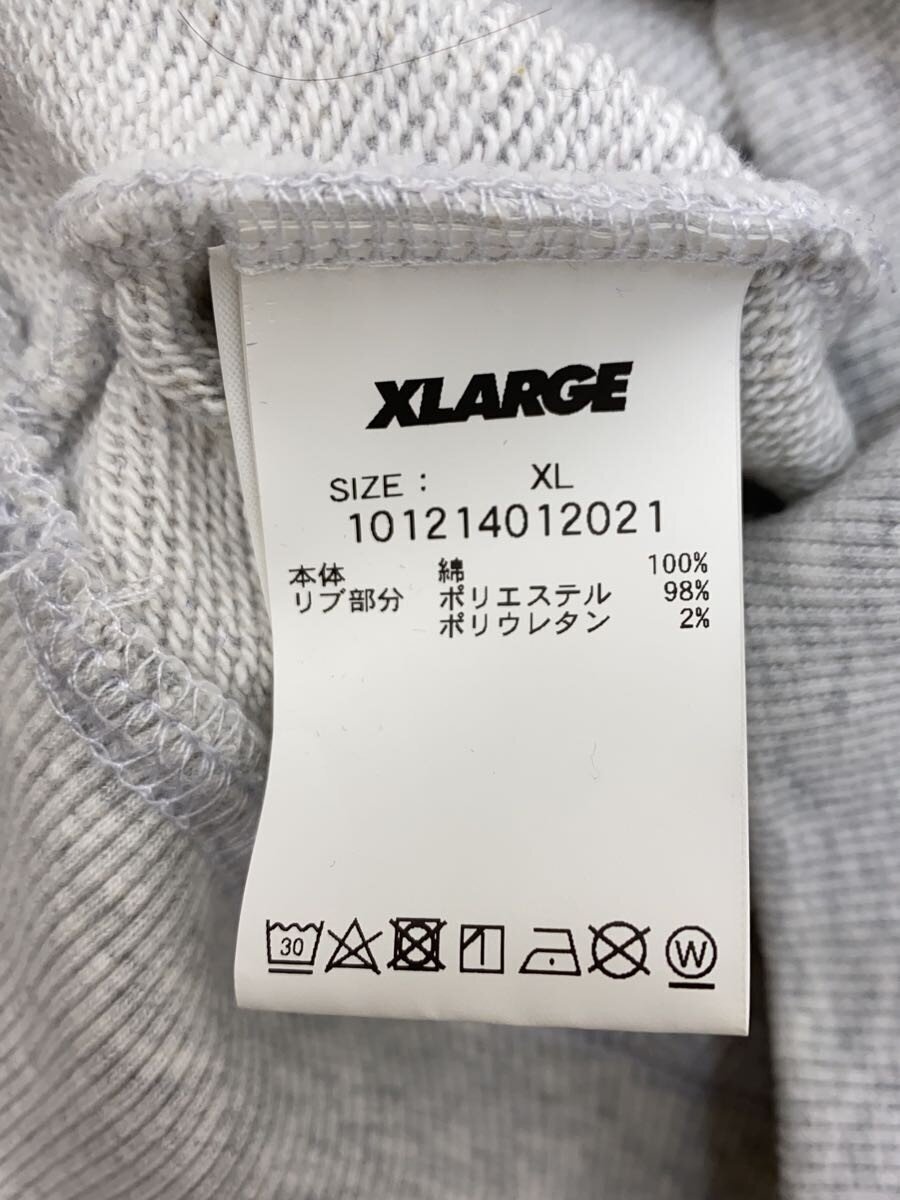 XLARGE
SIZE : XL
101214012021
本体 綿 100%
リブ部分 ポリエステル 98%
ポリウレタン 2%
30 W